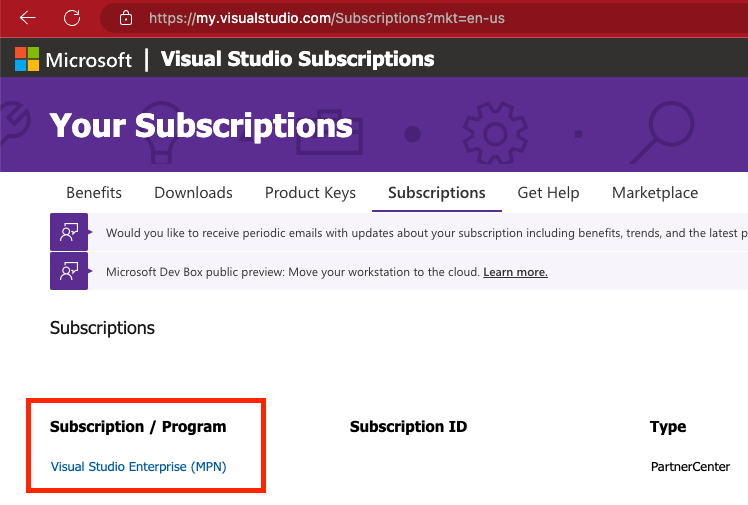 https://my.visualstudio.com/Subscriptions?mkt=en-us
Microsoft | Visual Studio Subscriptions
Your Subscriptions
Benefits Downloads Product Keys Subscriptions Get Help Marketplace
Would you like to receive periodic emails with updates about your subscription including benefits, trends, and the latest p
Microsoft Dev Box public preview: Move your workstation to the cloud. Learn more.
Subscriptions
Subscription / Program Subscription ID Type
Visual Studio Enterprise (MPN) PartnerCenter